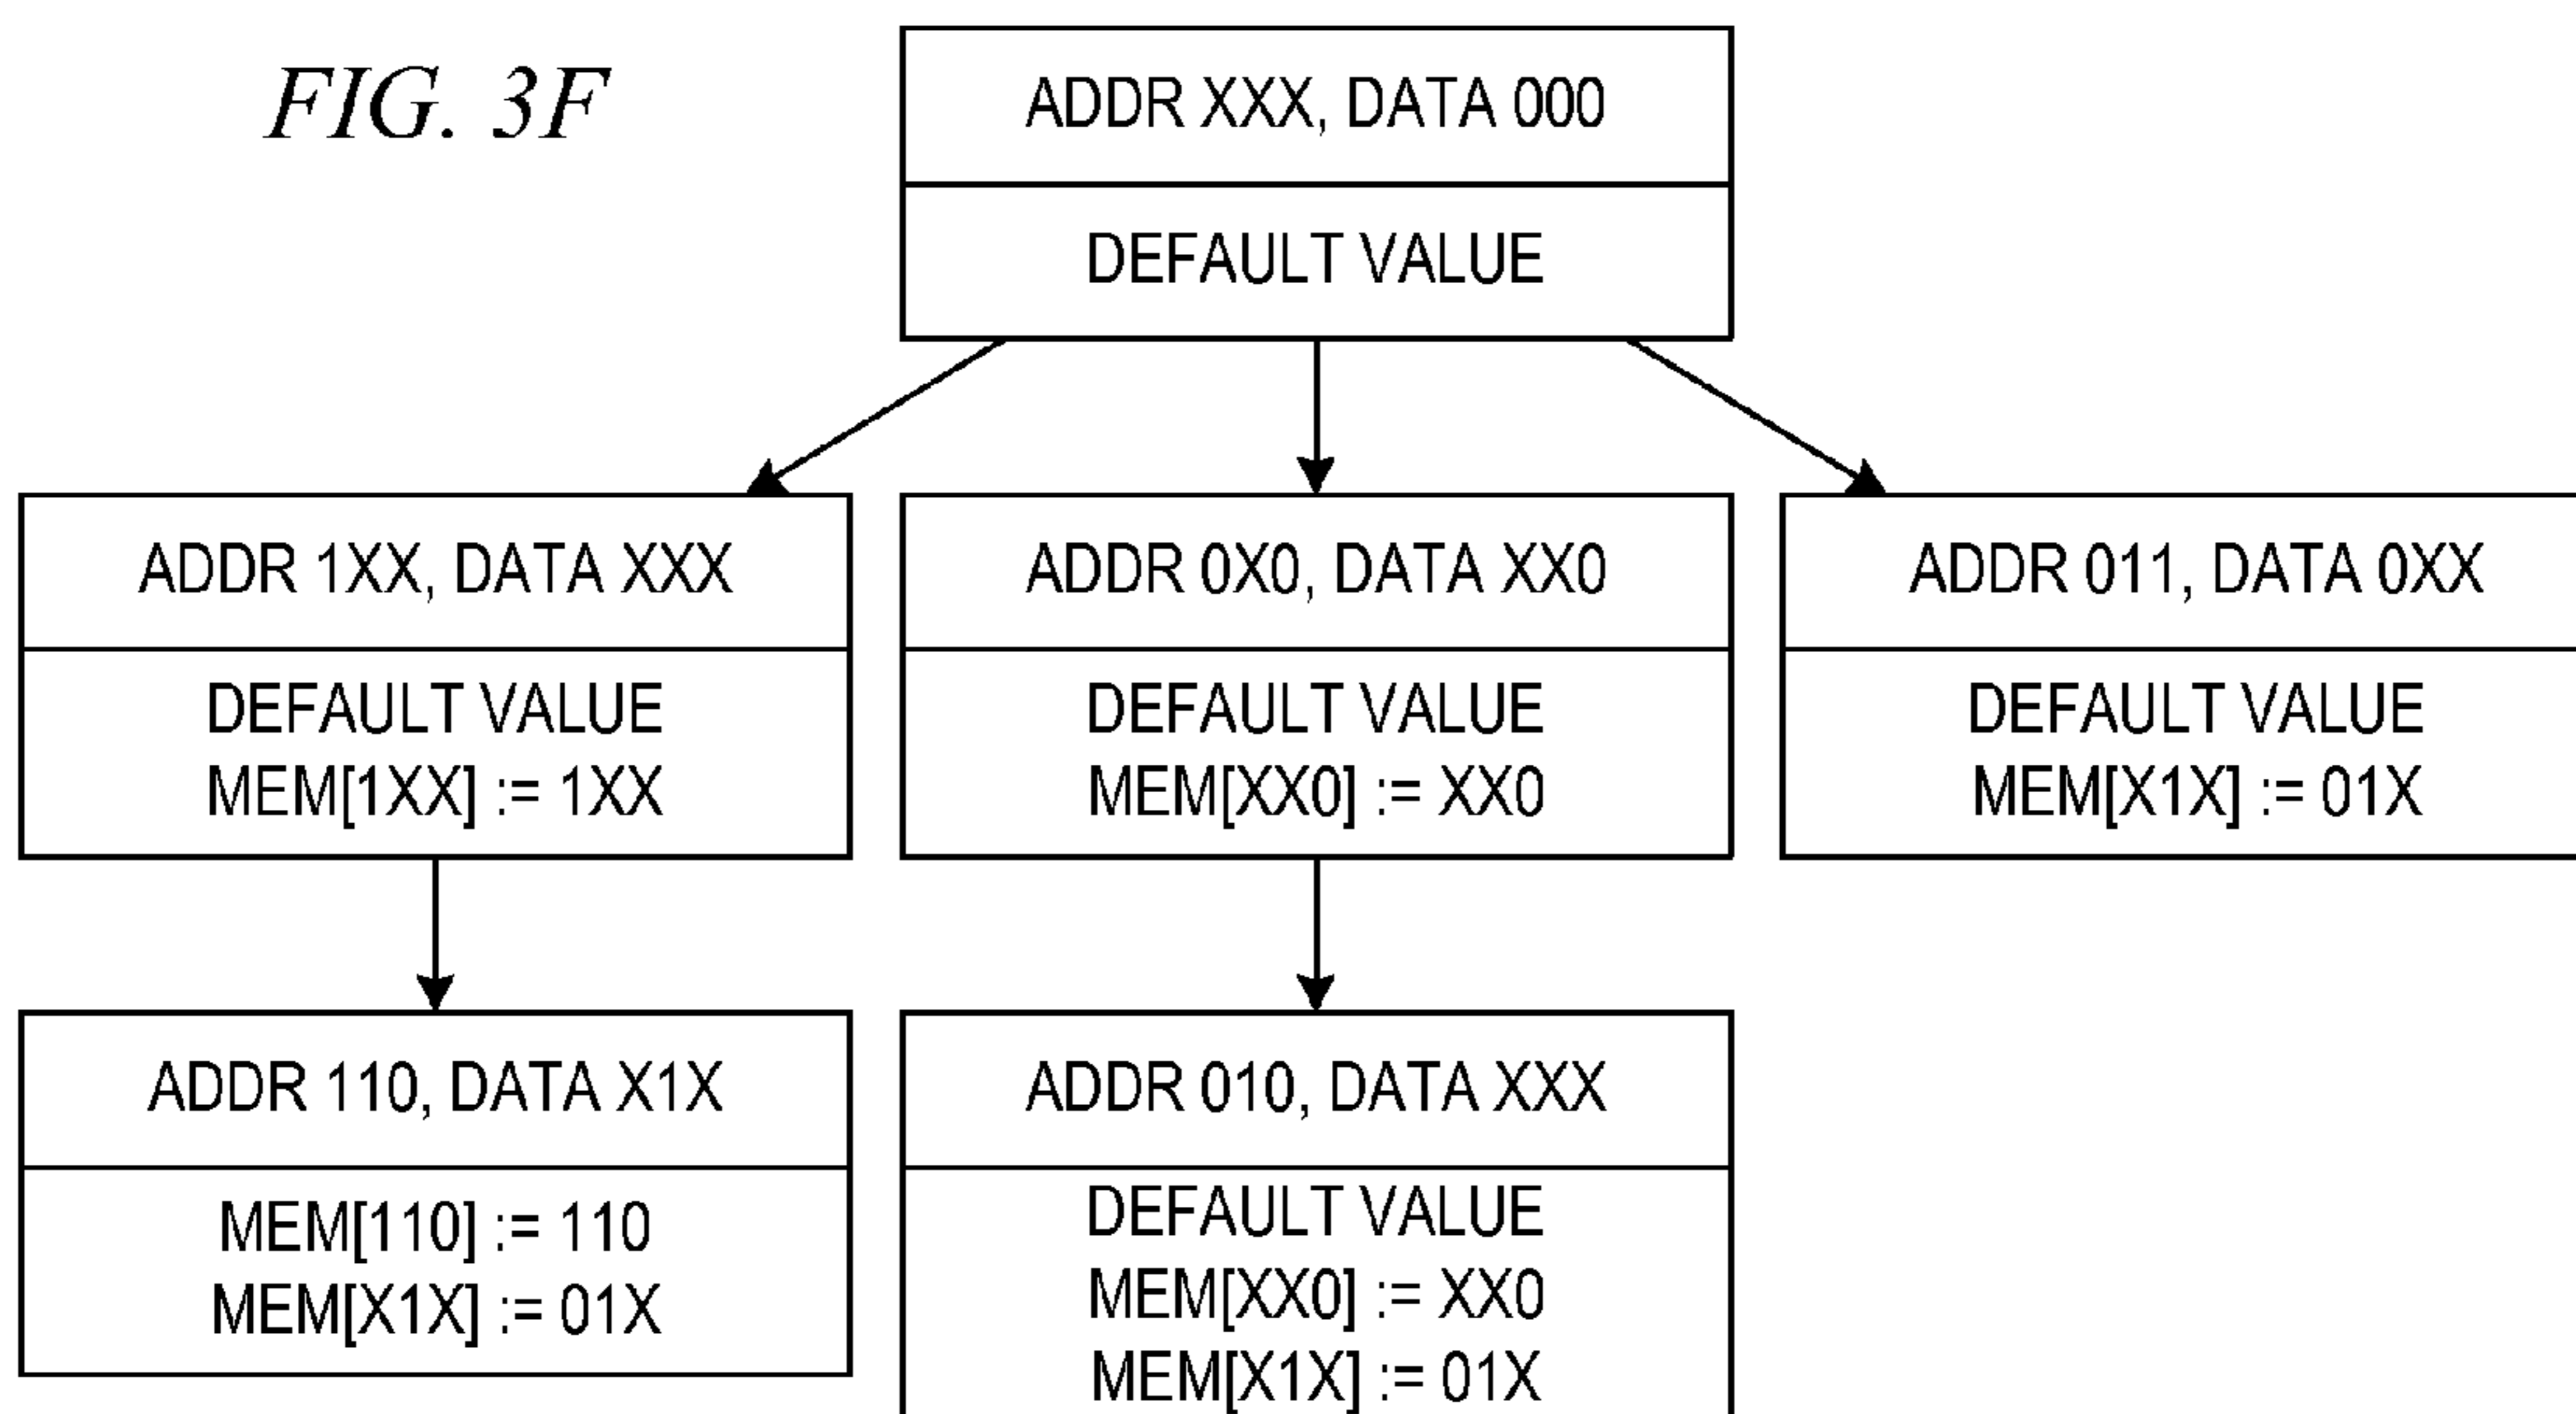 FIG. 3F
ADDR XXX, DATA 000
DEFAULT VALUE
ADDR 1XX, DATA XXX
DEFAULT VALUE
MEM[1XX] := 1XX
ADDR 0X0, DATA XX0
DEFAULT VALUE
MEM[XX0] := XX0
ADDR 011, DATA 0XX
DEFAULT VALUE
MEM[X1X] := 01X
ADDR 110, DATA X1X
MEM[110] := 110
MEM[X1X] := 01X
ADDR 010, DATA XXX
DEFAULT VALUE
MEM[XX0] := XX0
MEM[X1X] := 01X